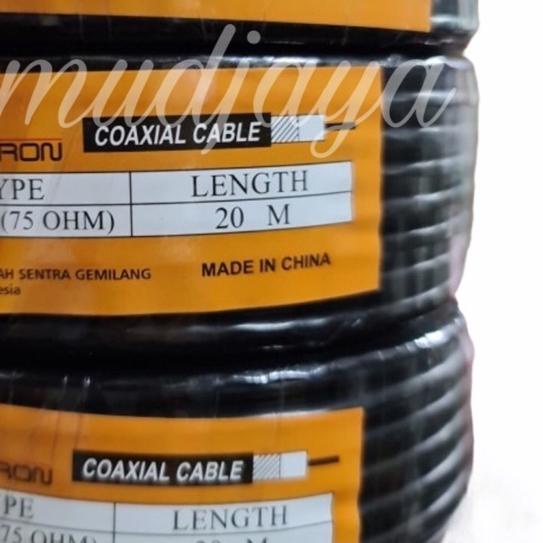 mudjaya
RON COAXIAL CABLE
YPE LENGTH
(75 OHM) 20 M
AH SENTRA GEMILANG MADE IN CHINA
esia
RON COAXIAL CABLE
YPE LENGTH
(75 OHM) 20 M